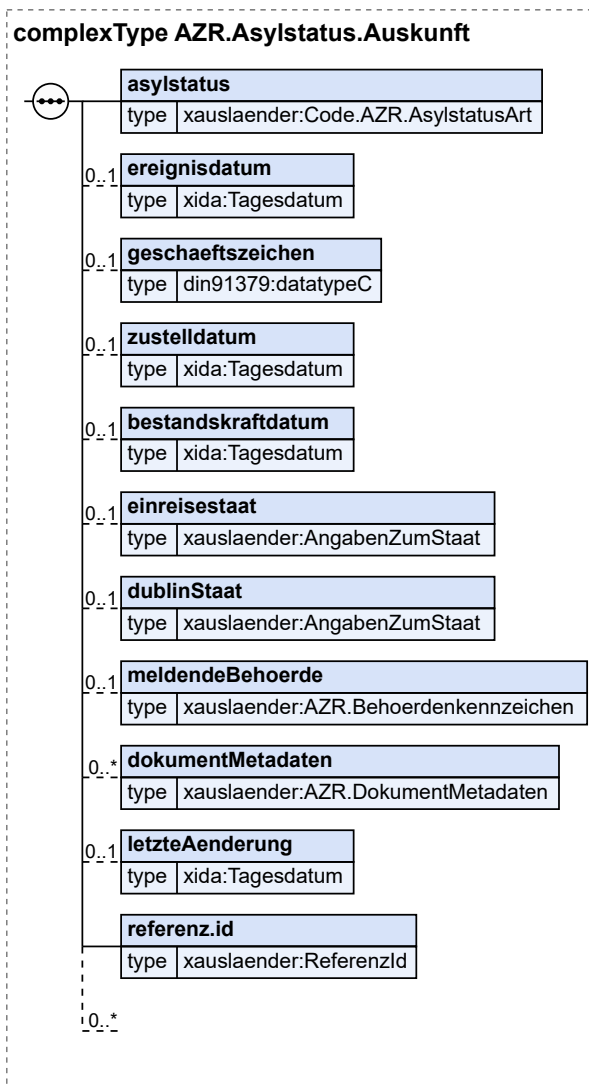 complexType AZR.Asylstatus.Auskunft
asylstatus
type xauslaender:Code.AZR.AsylstatusArt
0..1 ereignisdatum
type xida:Tagesdatum
0..1 geschaeftszeichen
type din91379:datatypeC
0..1 zustelldatum
type xida:Tagesdatum
0..1 bestandskraftdatum
type xida:Tagesdatum
0..1 einreisestaat
type xauslaender:AngabenZumStaat
0..1 dublinStaat
type xauslaender:AngabenZumStaat
0..1 meldendeBehoerde
type xauslaender:AZR.Behoerdenkennzeichen
0..* dokumentMetadaten
type xauslaender:AZR.DokumentMetadaten
0..1 letzteAenderung
type xida:Tagesdatum
referenz.id
type xauslaender:ReferenzId
0..*